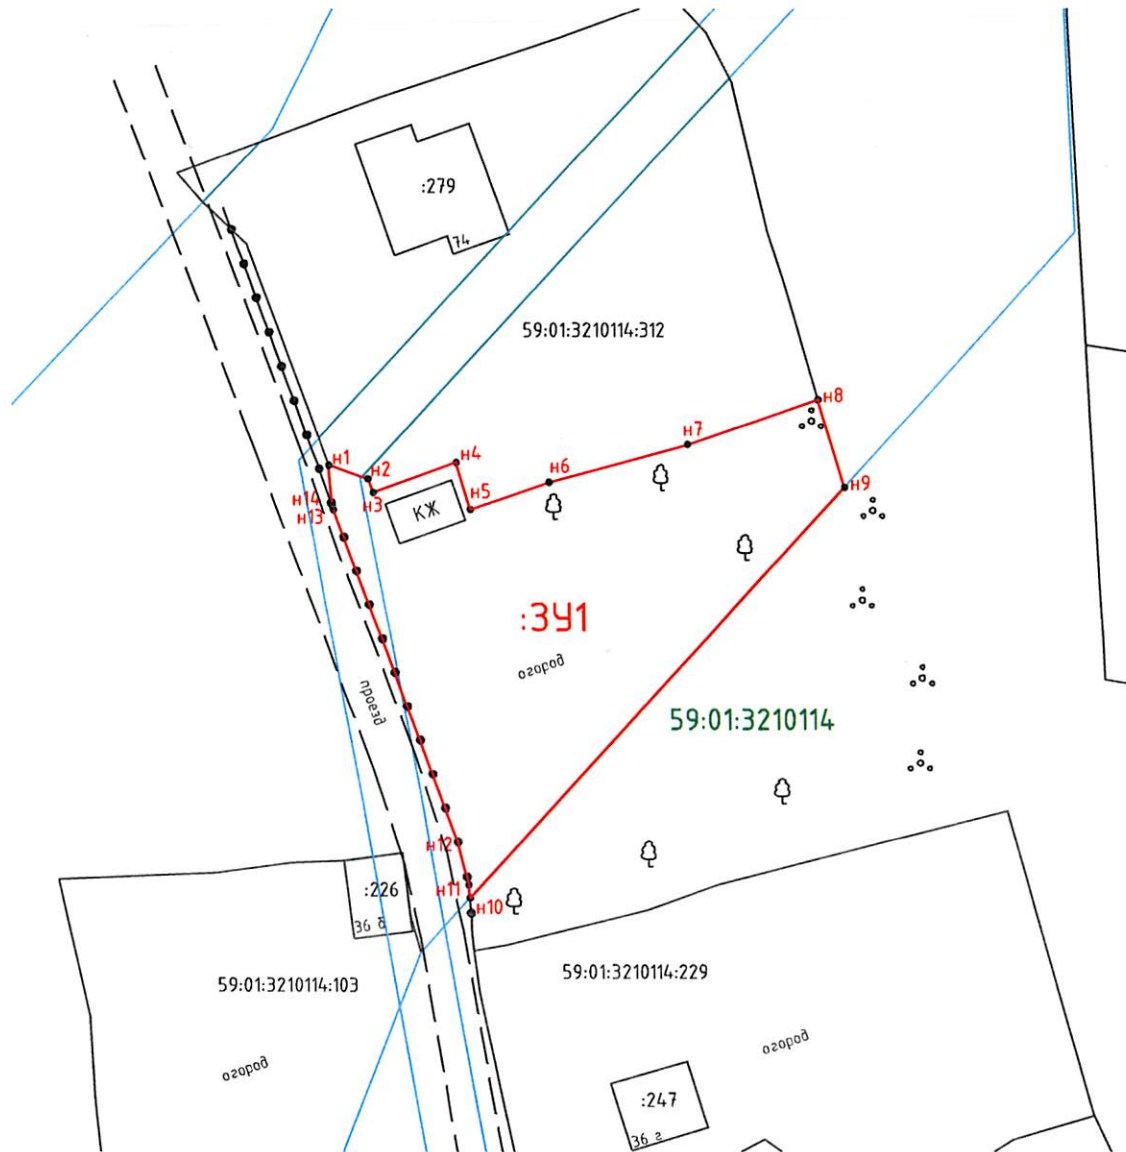 :279
74
59:01:3210114:312
н8
н7
н1
н4
н2
н6
н9
н3
н14
н5
КЖ
н13
:ЗУ1
огород
проезд
59:01:3210114
н12
:226
н11
н10
36 б
59:01:3210114:103
59:01:3210114:229
огород
огород
:247
36 г